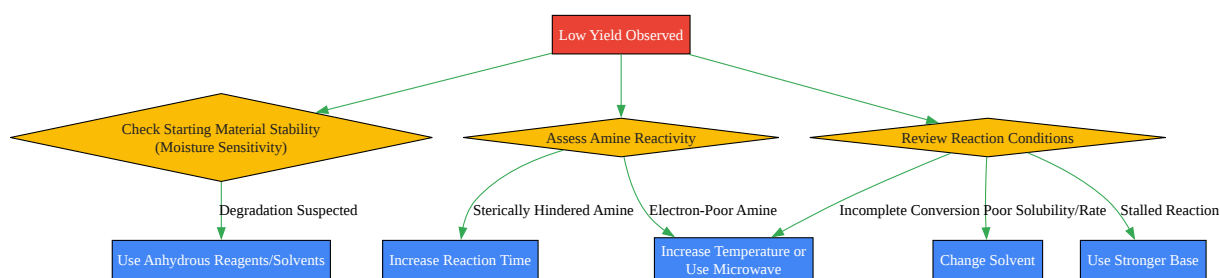 Low Yield Observed
Check Starting Material Stability
(Moisture Sensitivity)
Assess Amine Reactivity
Review Reaction Conditions
Degradation Suspected
Sterically Hindered Amine
Electron-Poor Amine
Incomplete Conversion
Poor Solubility/Rate
Stalled Reaction
Use Anhydrous Reagents/Solvents
Increase Reaction Time
Increase Temperature or
Use Microwave
Change Solvent
Use Stronger Base